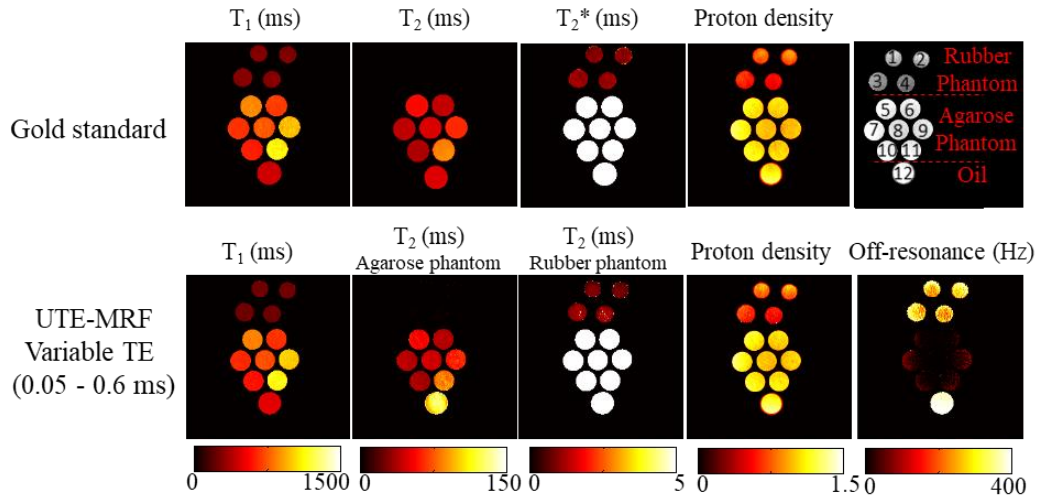 T₁ (ms)
T₂ (ms)
T₂* (ms)
Proton density
Gold standard
1 2 Rubber
3 4 Phantom
5 6
7 8 9 Agarose
10 11 Phantom
12 Oil
T₁ (ms)
T₂ (ms)
Agarose phantom
T₂ (ms)
Rubber phantom
Proton density
Off-resonance (Hz)
UTE-MRF
Variable TE
(0.05 - 0.6 ms)
0 1500
0 150
0 5
0 1.5
0 400